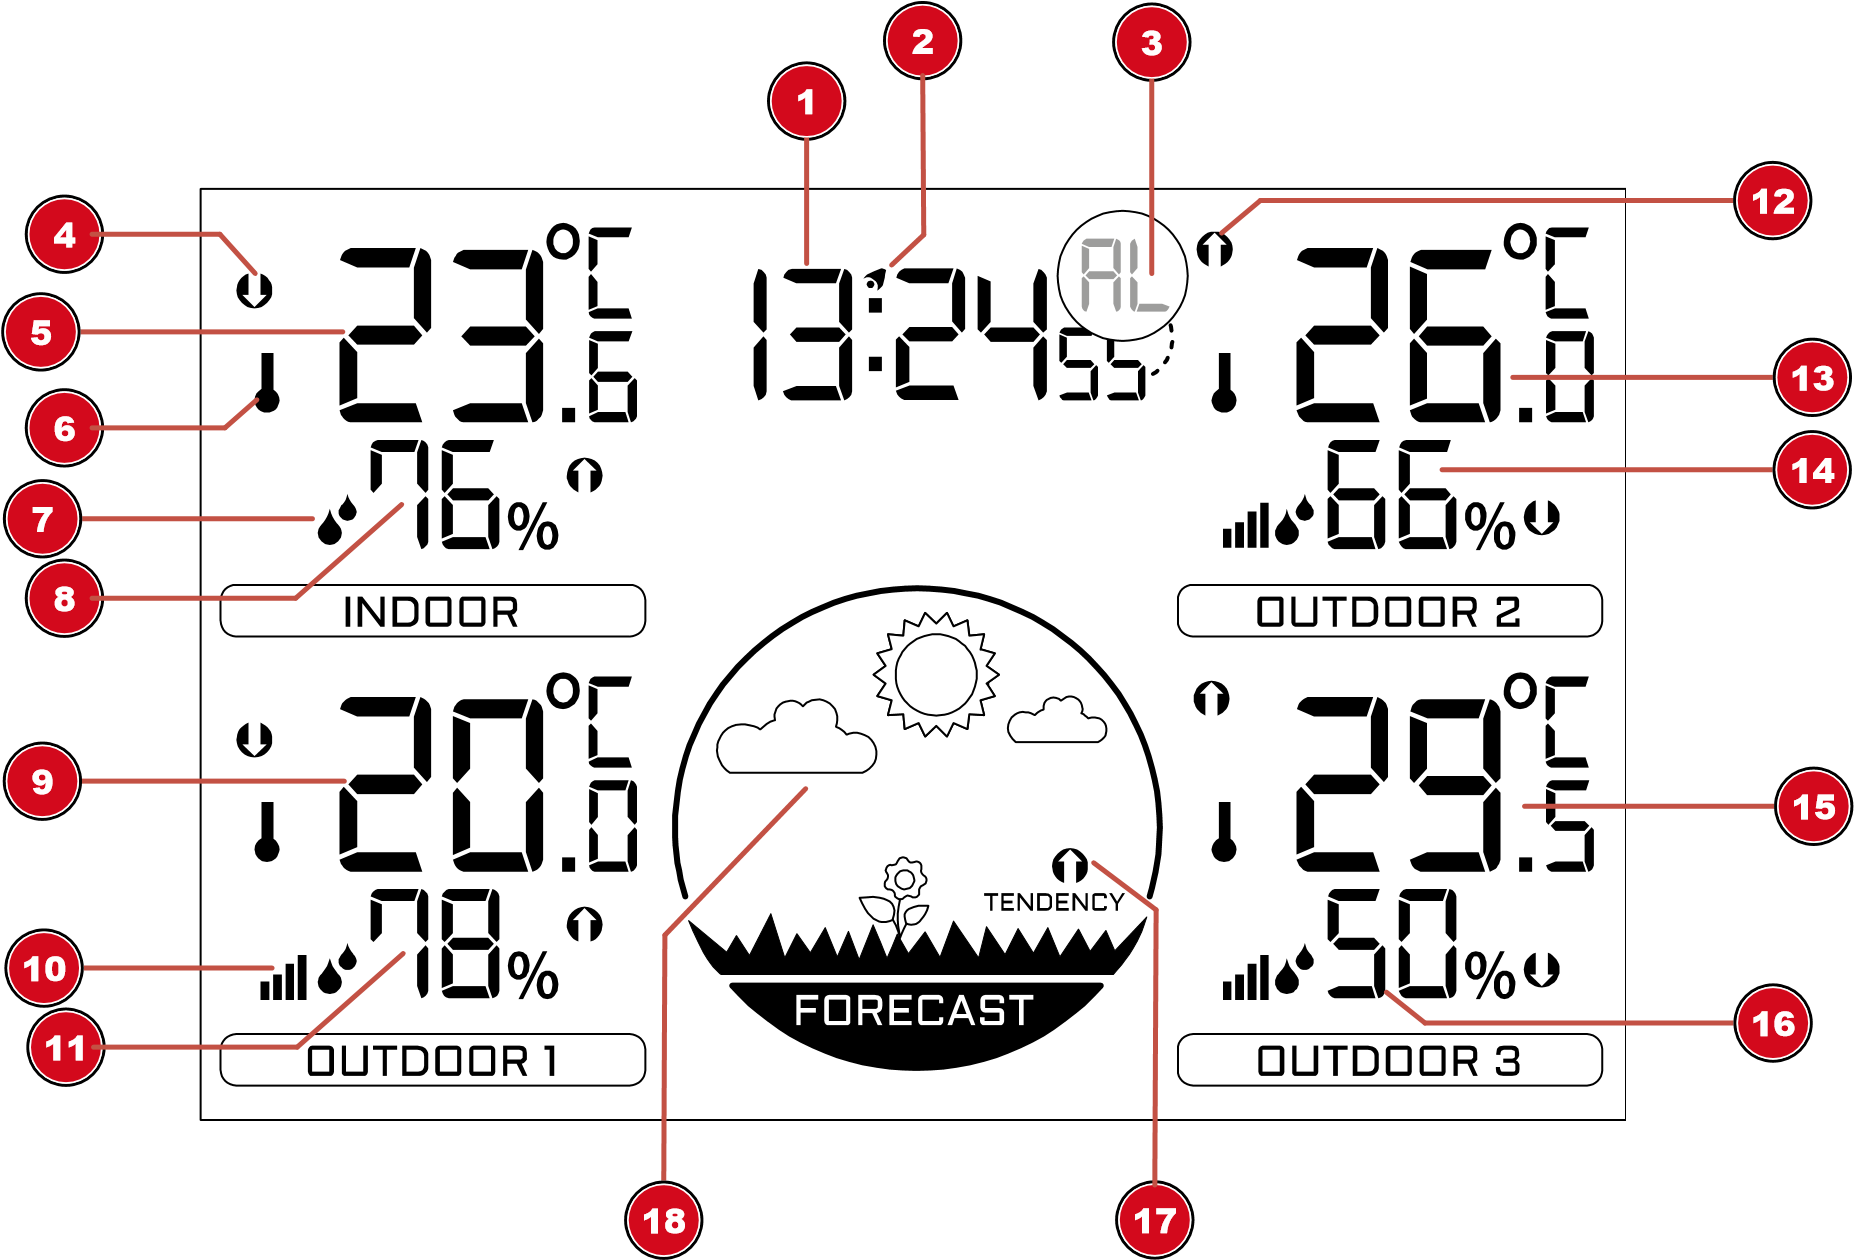 1
2
3
4
5
6
7
8
9
10
11
12
13
14
15
16
17
18
23.6 °C
76%
INDOOR
13:24 55
AL
26.0 °C
66%
OUTDOOR 2
20.0 °C
78%
OUTDOOR 1
TENDENCY
FORECAST
29.5 °C
50%
OUTDOOR 3